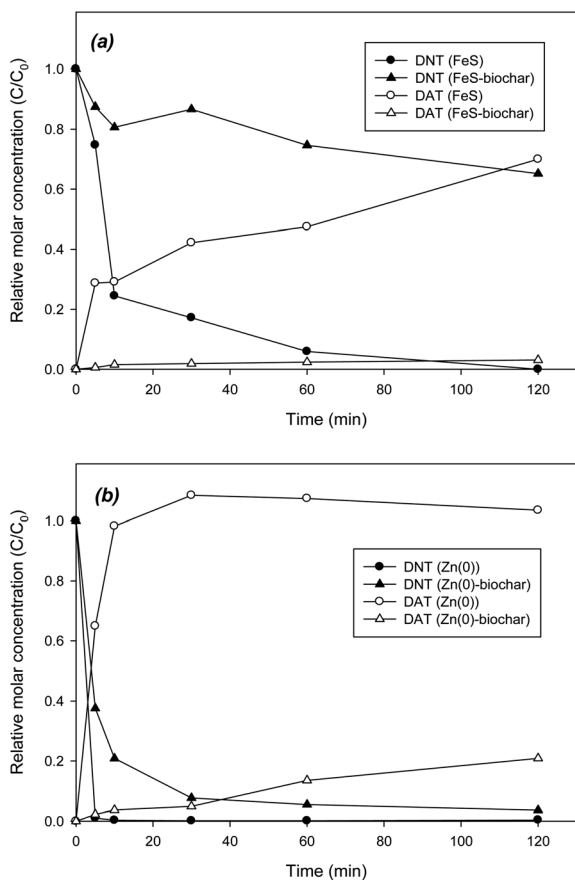 (a)
DNT (FeS)
DNT (FeS-biochar)
DAT (FeS)
DAT (FeS-biochar)
Relative molar concentration (C/C₀)
1.0
0.8
0.6
0.4
0.2
0.0
0 20 40 60 80 100 120
Time (min)
(b)
DNT (Zn(0))
DNT (Zn(0)-biochar)
DAT (Zn(0))
DAT (Zn(0)-biochar)
Relative molar concentration (C/C₀)
1.0
0.8
0.6
0.4
0.2
0.0
0 20 40 60 80 100 120
Time (min)